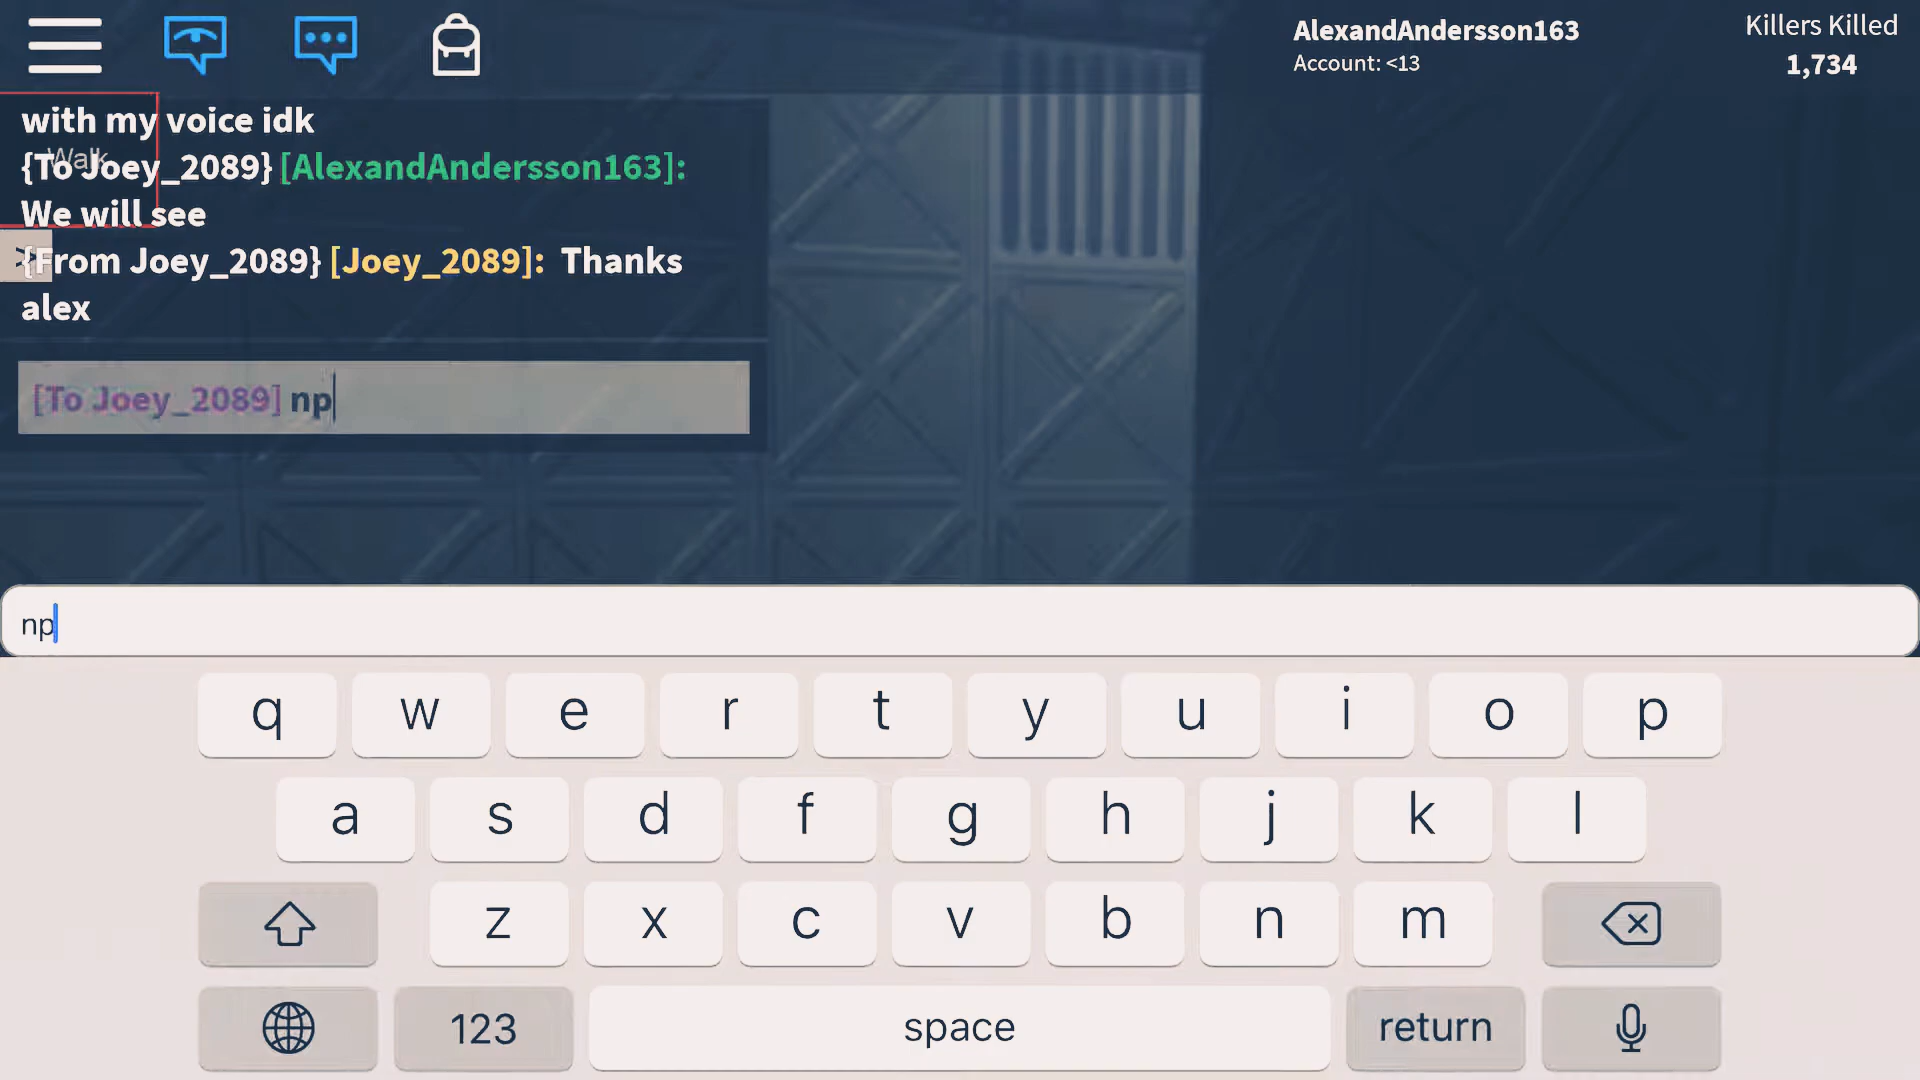 AlexandAndersson163
Account: <13
Killers Killed
1,734
with my voice idk
Walk
{To Joey_2089} [AlexandAndersson163]:
We will see
{From Joey_2089} [Joey_2089]: Thanks
alex
[To Joey_2089] np
np
q w e r t y u i o p
a s d f g h j k l
z x c v b n m
123 space return